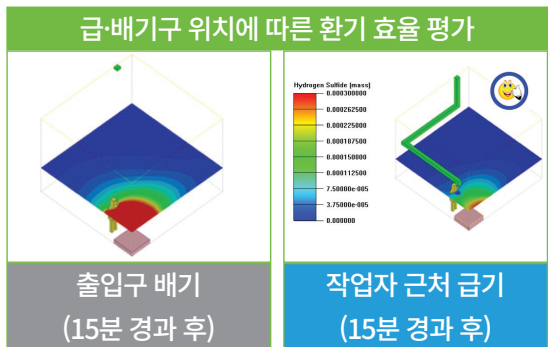 급·배기구 위치에 따른 환기 효율 평가
Hydrogen Sulfide (mass)
0.000300000
0.000262500
0.000225000
0.000187500
0.000150000
0.000112500
7.50000e-005
3.75000e-005
0.000000
출입구 배기
(15분 경과 후)
작업자 근처 급기
(15분 경과 후)